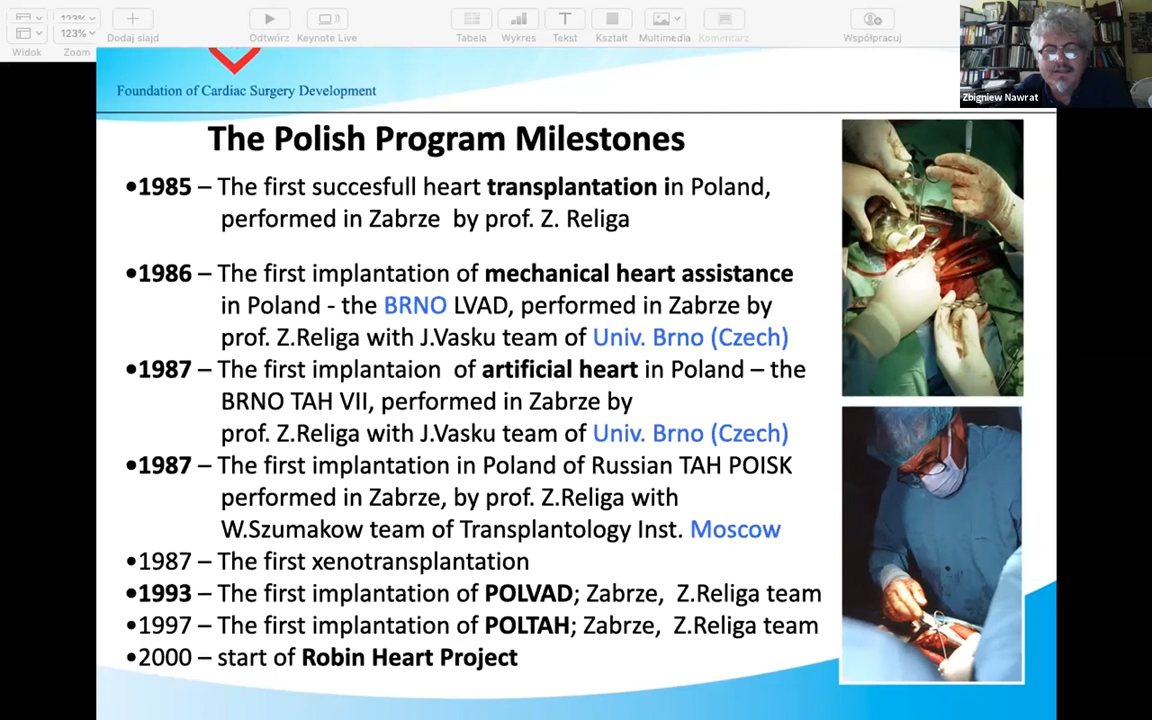 123%
123%
Widok
Zoom
Dodaj slajd
Odtwórz
Keynote Live
Tabela
Wykres
Tekst
Kształt
Multimedia
Komentarz
Współpracuj
Zbigniew Nawrat
Foundation of Cardiac Surgery Development
The Polish Program Milestones
•1985 – The first succesfull heart transplantation in Poland,
performed in Zabrze by prof. Z. Religa
•1986 – The first implantation of mechanical heart assistance
in Poland - the BRNO LVAD, performed in Zabrze by
prof. Z.Religa with J.Vasku team of Univ. Brno (Czech)
•1987 – The first implantaion of artificial heart in Poland – the
BRNO TAH VII, performed in Zabrze by
prof. Z.Religa with J.Vasku team of Univ. Brno (Czech)
•1987 – The first implantation in Poland of Russian TAH POISK
performed in Zabrze, by prof. Z.Religa with
W.Szumakow team of Transplantology Inst. Moscow
•1987 – The first xenotransplantation
•1993 – The first implantation of POLVAD; Zabrze, Z.Religa team
•1997 – The first implantation of POLTAH; Zabrze, Z.Religa team
•2000 – start of Robin Heart Project